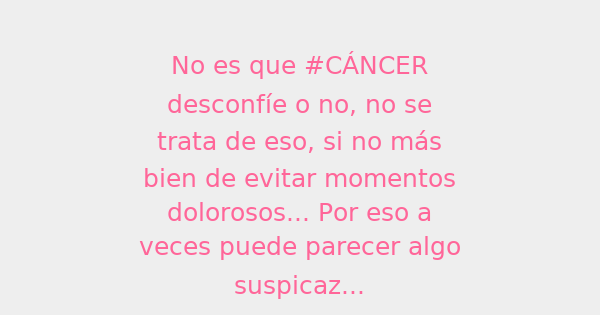 No es que #CÁNCER
desconfíe o no, no se
trata de eso, si no más
bien de evitar momentos
dolorosos... Por eso a
veces puede parecer algo
suspicaz...